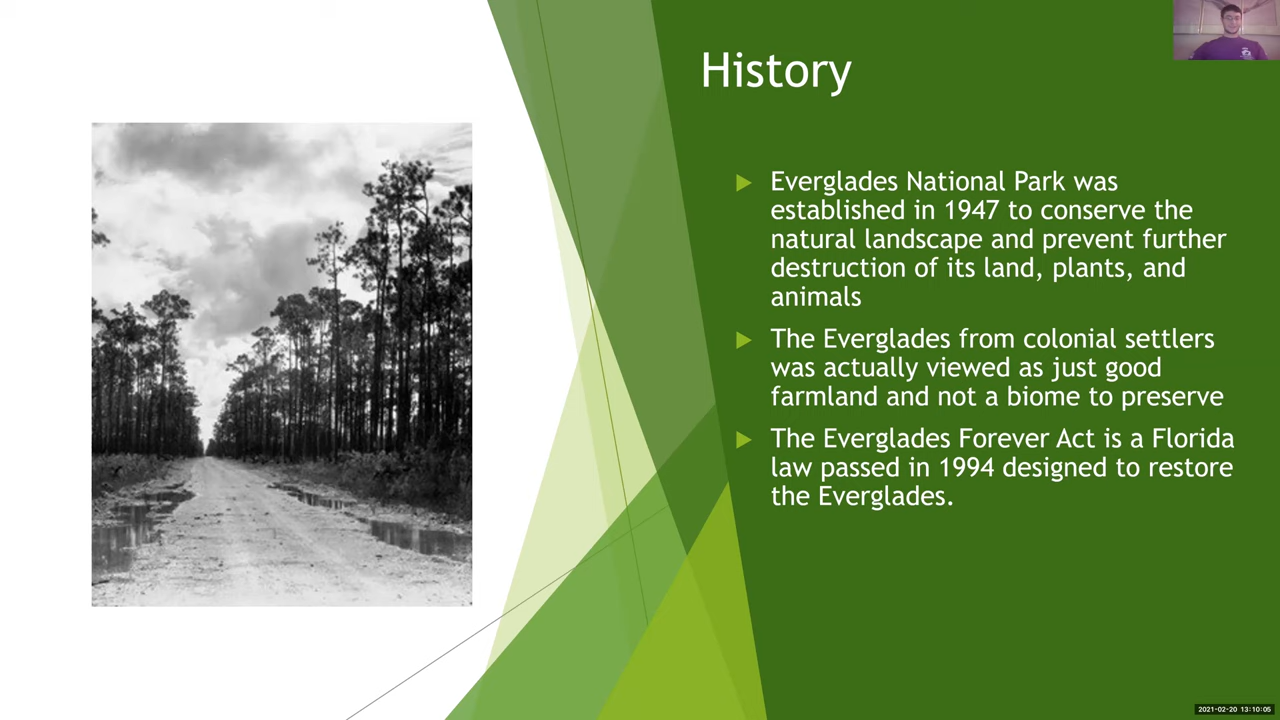 History
Everglades National Park was
established in 1947 to conserve the
natural landscape and prevent further
destruction of its land, plants, and
animals
The Everglades from colonial settlers
was actually viewed as just good
farmland and not a biome to preserve
The Everglades Forever Act is a Florida
law passed in 1994 designed to restore
the Everglades.
2021-02-20 13:10:05